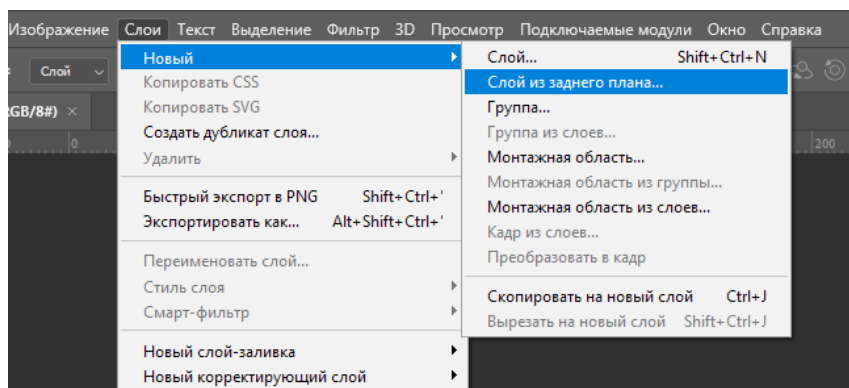 Изображение Слои Текст Выделение Фильтр 3D Просмотр Подключаемые модули Окно Справка
Слой
GB/8#) ×
0 200
Новый
Копировать CSS
Копировать SVG
Создать дубликат слоя...
Удалить
Быстрый экспорт в PNG Shift+Ctrl+'
Экспортировать как... Alt+Shift+Ctrl+'
Переименовать слой...
Стиль слоя
Смарт-фильтр
Новый слой-заливка
Новый корректирующий слой
Слой... Shift+Ctrl+N
Слой из заднего плана...
Группа...
Группа из слоев...
Монтажная область...
Монтажная область из группы...
Монтажная область из слоев...
Кадр из слоев...
Преобразовать в кадр
Скопировать на новый слой Ctrl+J
Вырезать на новый слой Shift+Ctrl+J